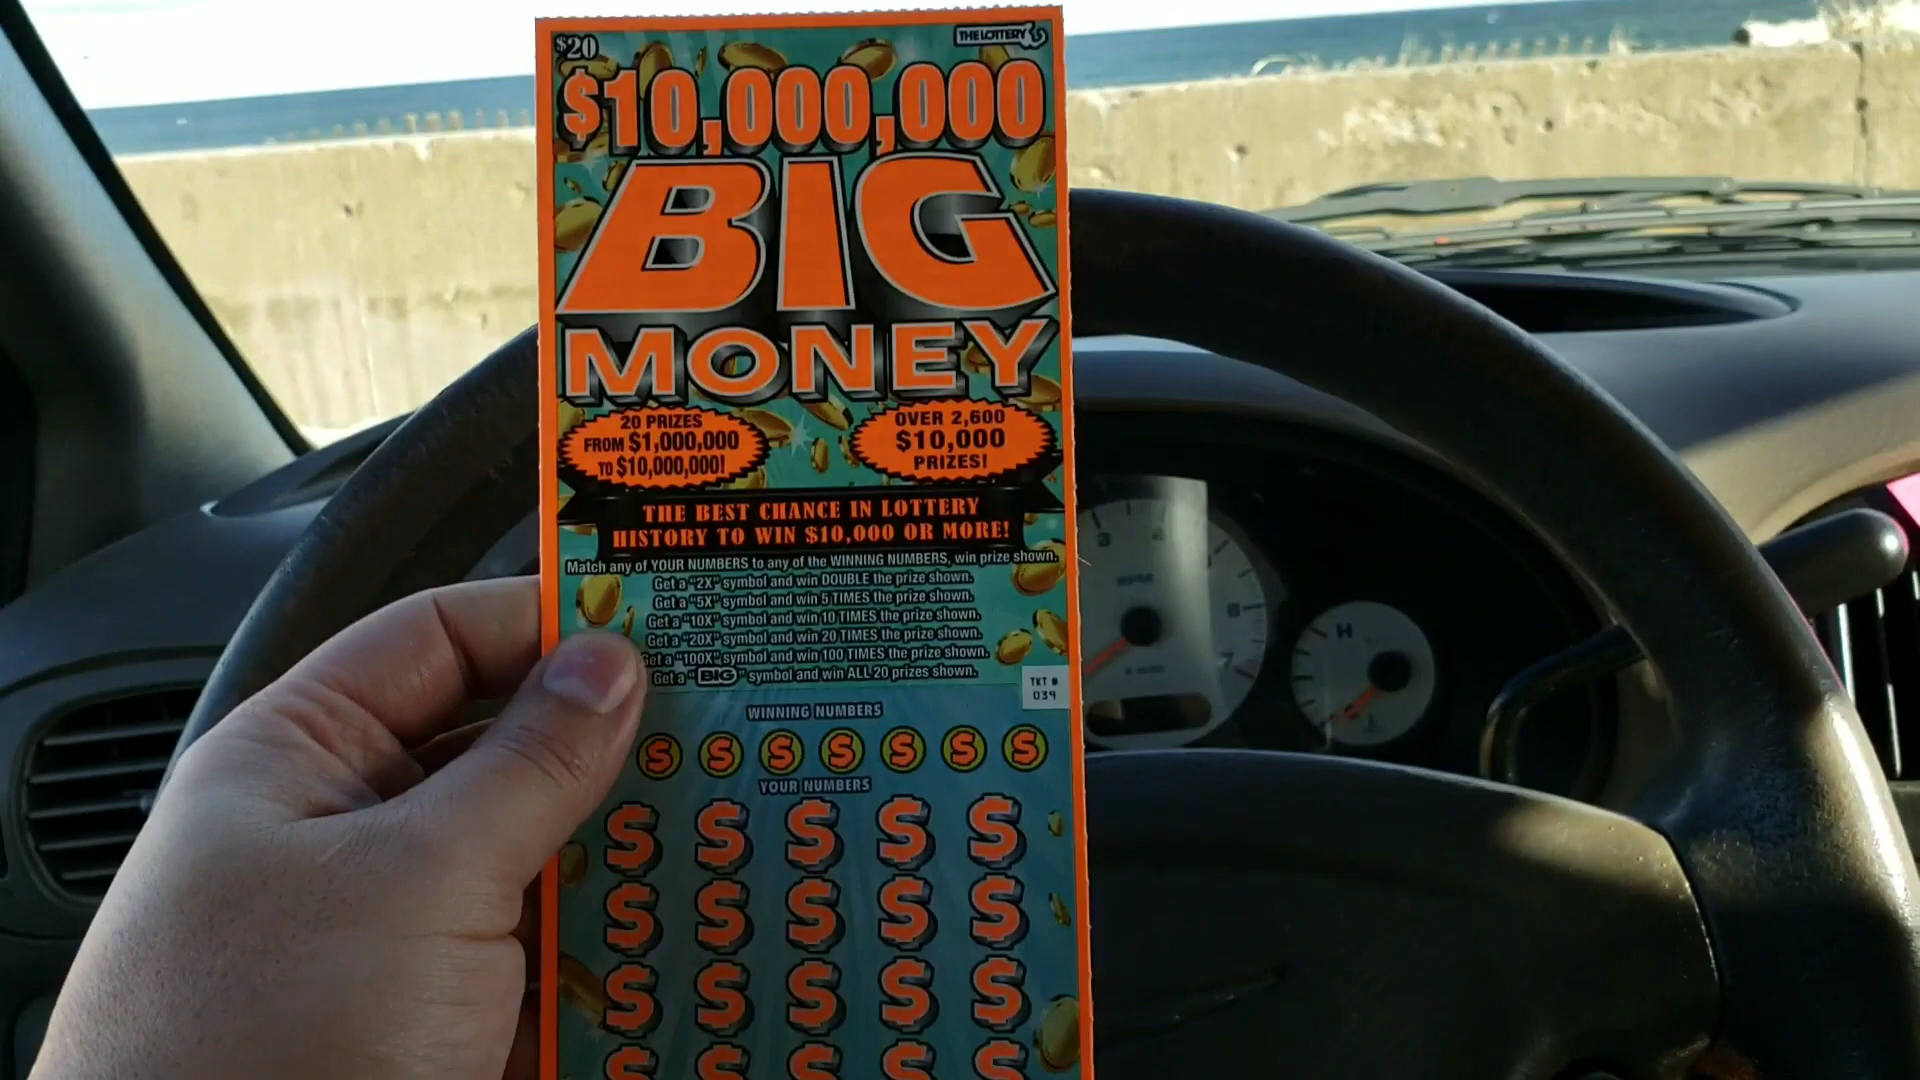 $20
THE LOTTERY
$10,000,000
BIG
MONEY
20 PRIZES
FROM $1,000,000
TO $10,000,000!
OVER 2,600
$10,000
PRIZES!
THE BEST CHANCE IN LOTTERY
HISTORY TO WIN $10,000 OR MORE!
Match any of YOUR NUMBERS to any of the WINNING NUMBERS, win prize shown.
Get a "2X" symbol and win DOUBLE the prize shown.
Get a "5X" symbol and win 5 TIMES the prize shown.
Get a "10X" symbol and win 10 TIMES the prize shown.
Get a "20X" symbol and win 20 TIMES the prize shown.
Get a "100X" symbol and win 100 TIMES the prize shown.
Get a "BIG" symbol and win ALL 20 prizes shown.
TKT #
039
WINNING NUMBERS
$ $ $ $ $ $ $
YOUR NUMBERS
$ $ $ $ $
$ $ $ $ $
$ $ $ $ $
$ $ $ $ $
3 4
6
7
H